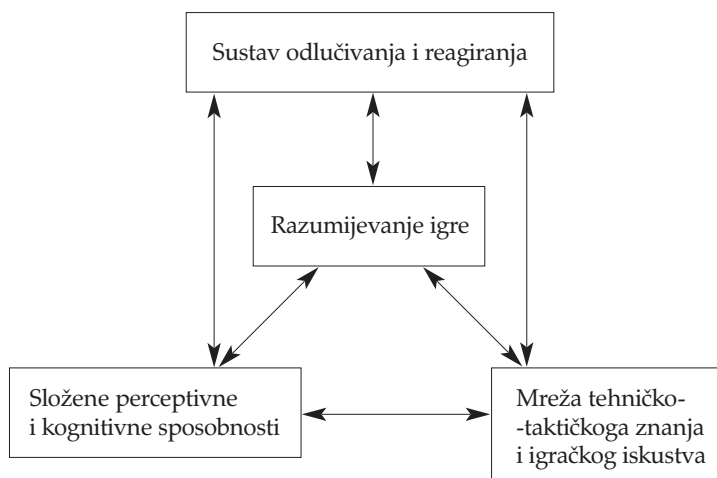 Sustav odlučivanja i reagiranja
Razumijevanje igre
Složene perceptivne
i kognitivne sposobnosti
Mreža tehničko-
-taktičkoga znanja
i igračkog iskustva